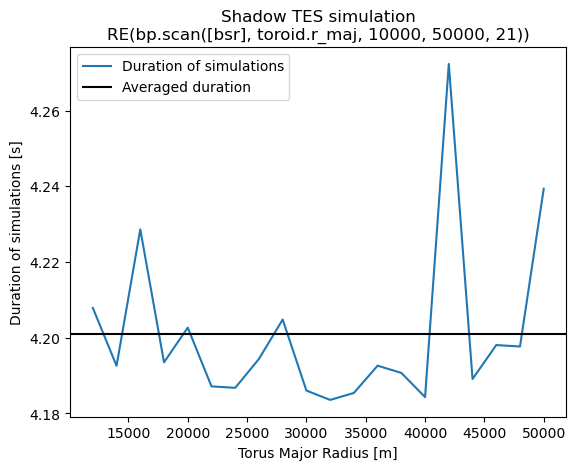 Shadow TES simulation
RE(bp.scan([bsr], toroid.r_maj, 10000, 50000, 21))
Duration of simulations
Averaged duration
Duration of simulations [s]
4.26
4.24
4.22
4.20
4.18
15000 20000 25000 30000 35000 40000 45000 50000
Torus Major Radius [m]